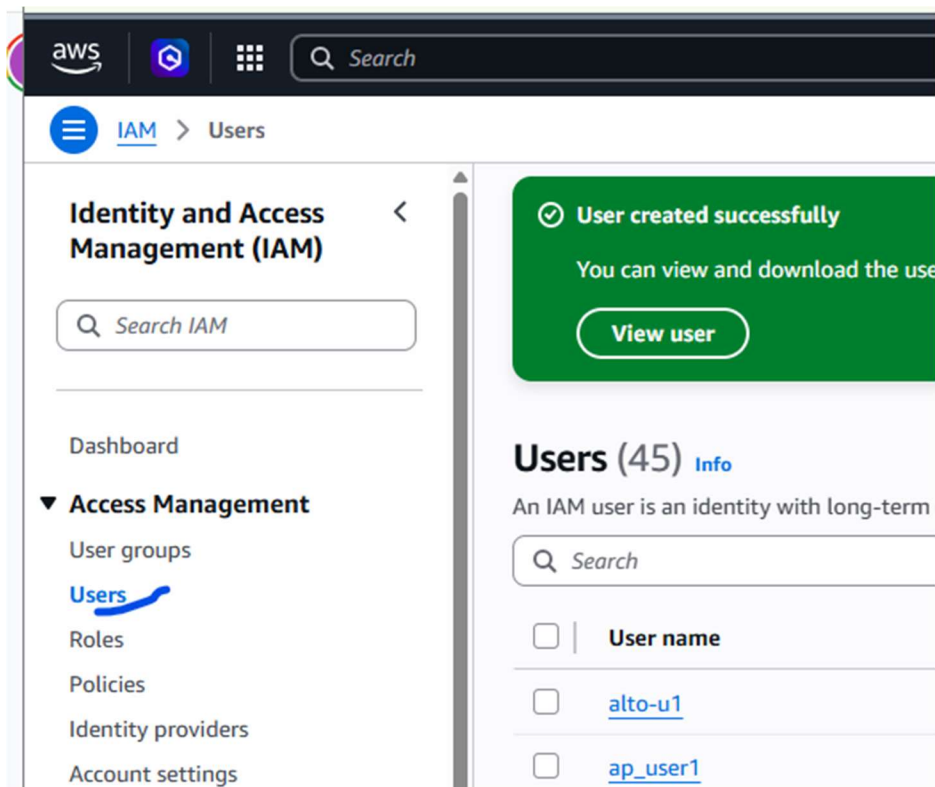 aws
Search
IAM > Users
Identity and Access
Management (IAM)
Search IAM
Dashboard
Access Management
User groups
Users
Roles
Policies
Identity providers
Account settings
User created successfully
You can view and download the use
View user
Users (45) Info
An IAM user is an identity with long-term
Search
User name
alto-u1
ap_user1